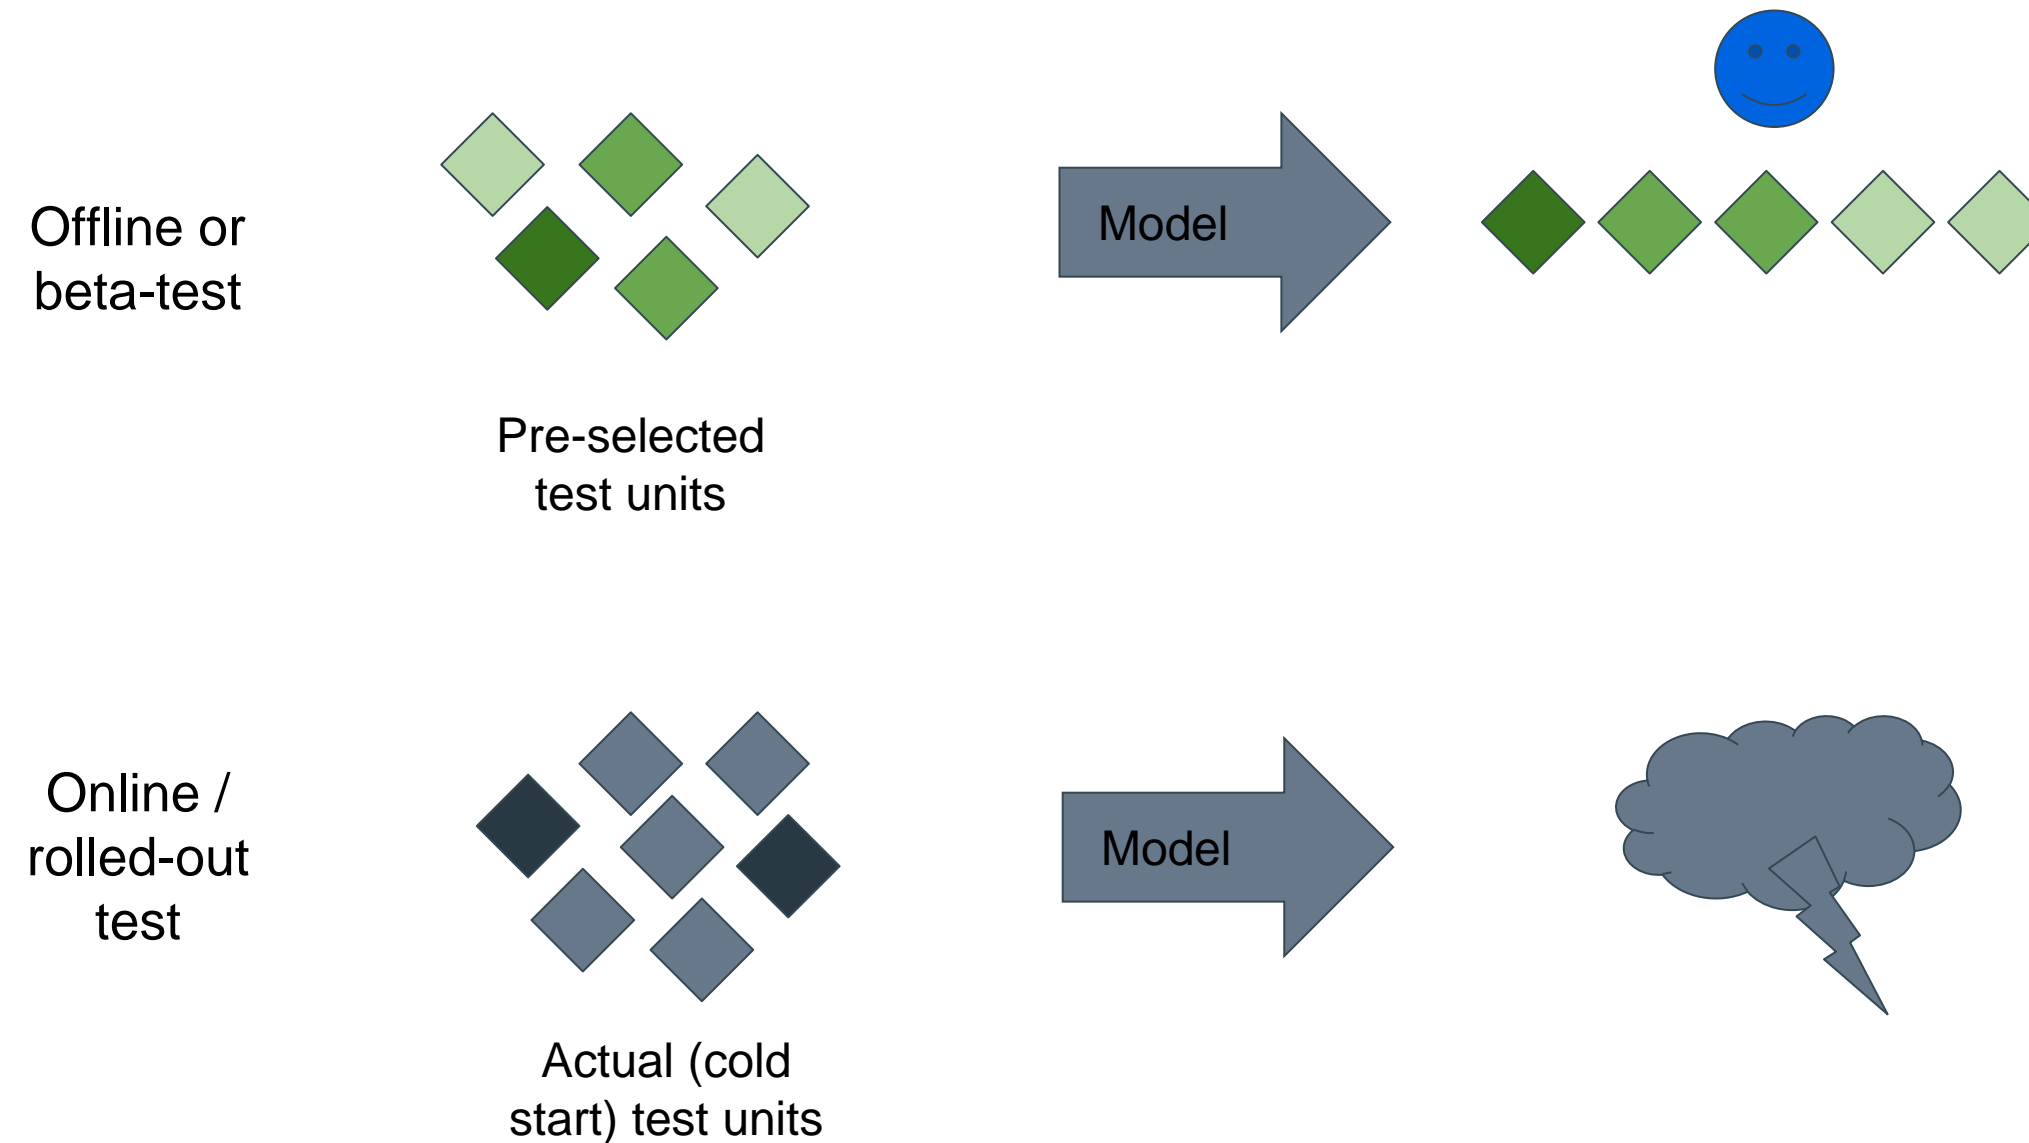 Offline or
beta-test
Pre-selected
test units
Model
Online /
rolled-out
test
Actual (cold
start) test units
Model